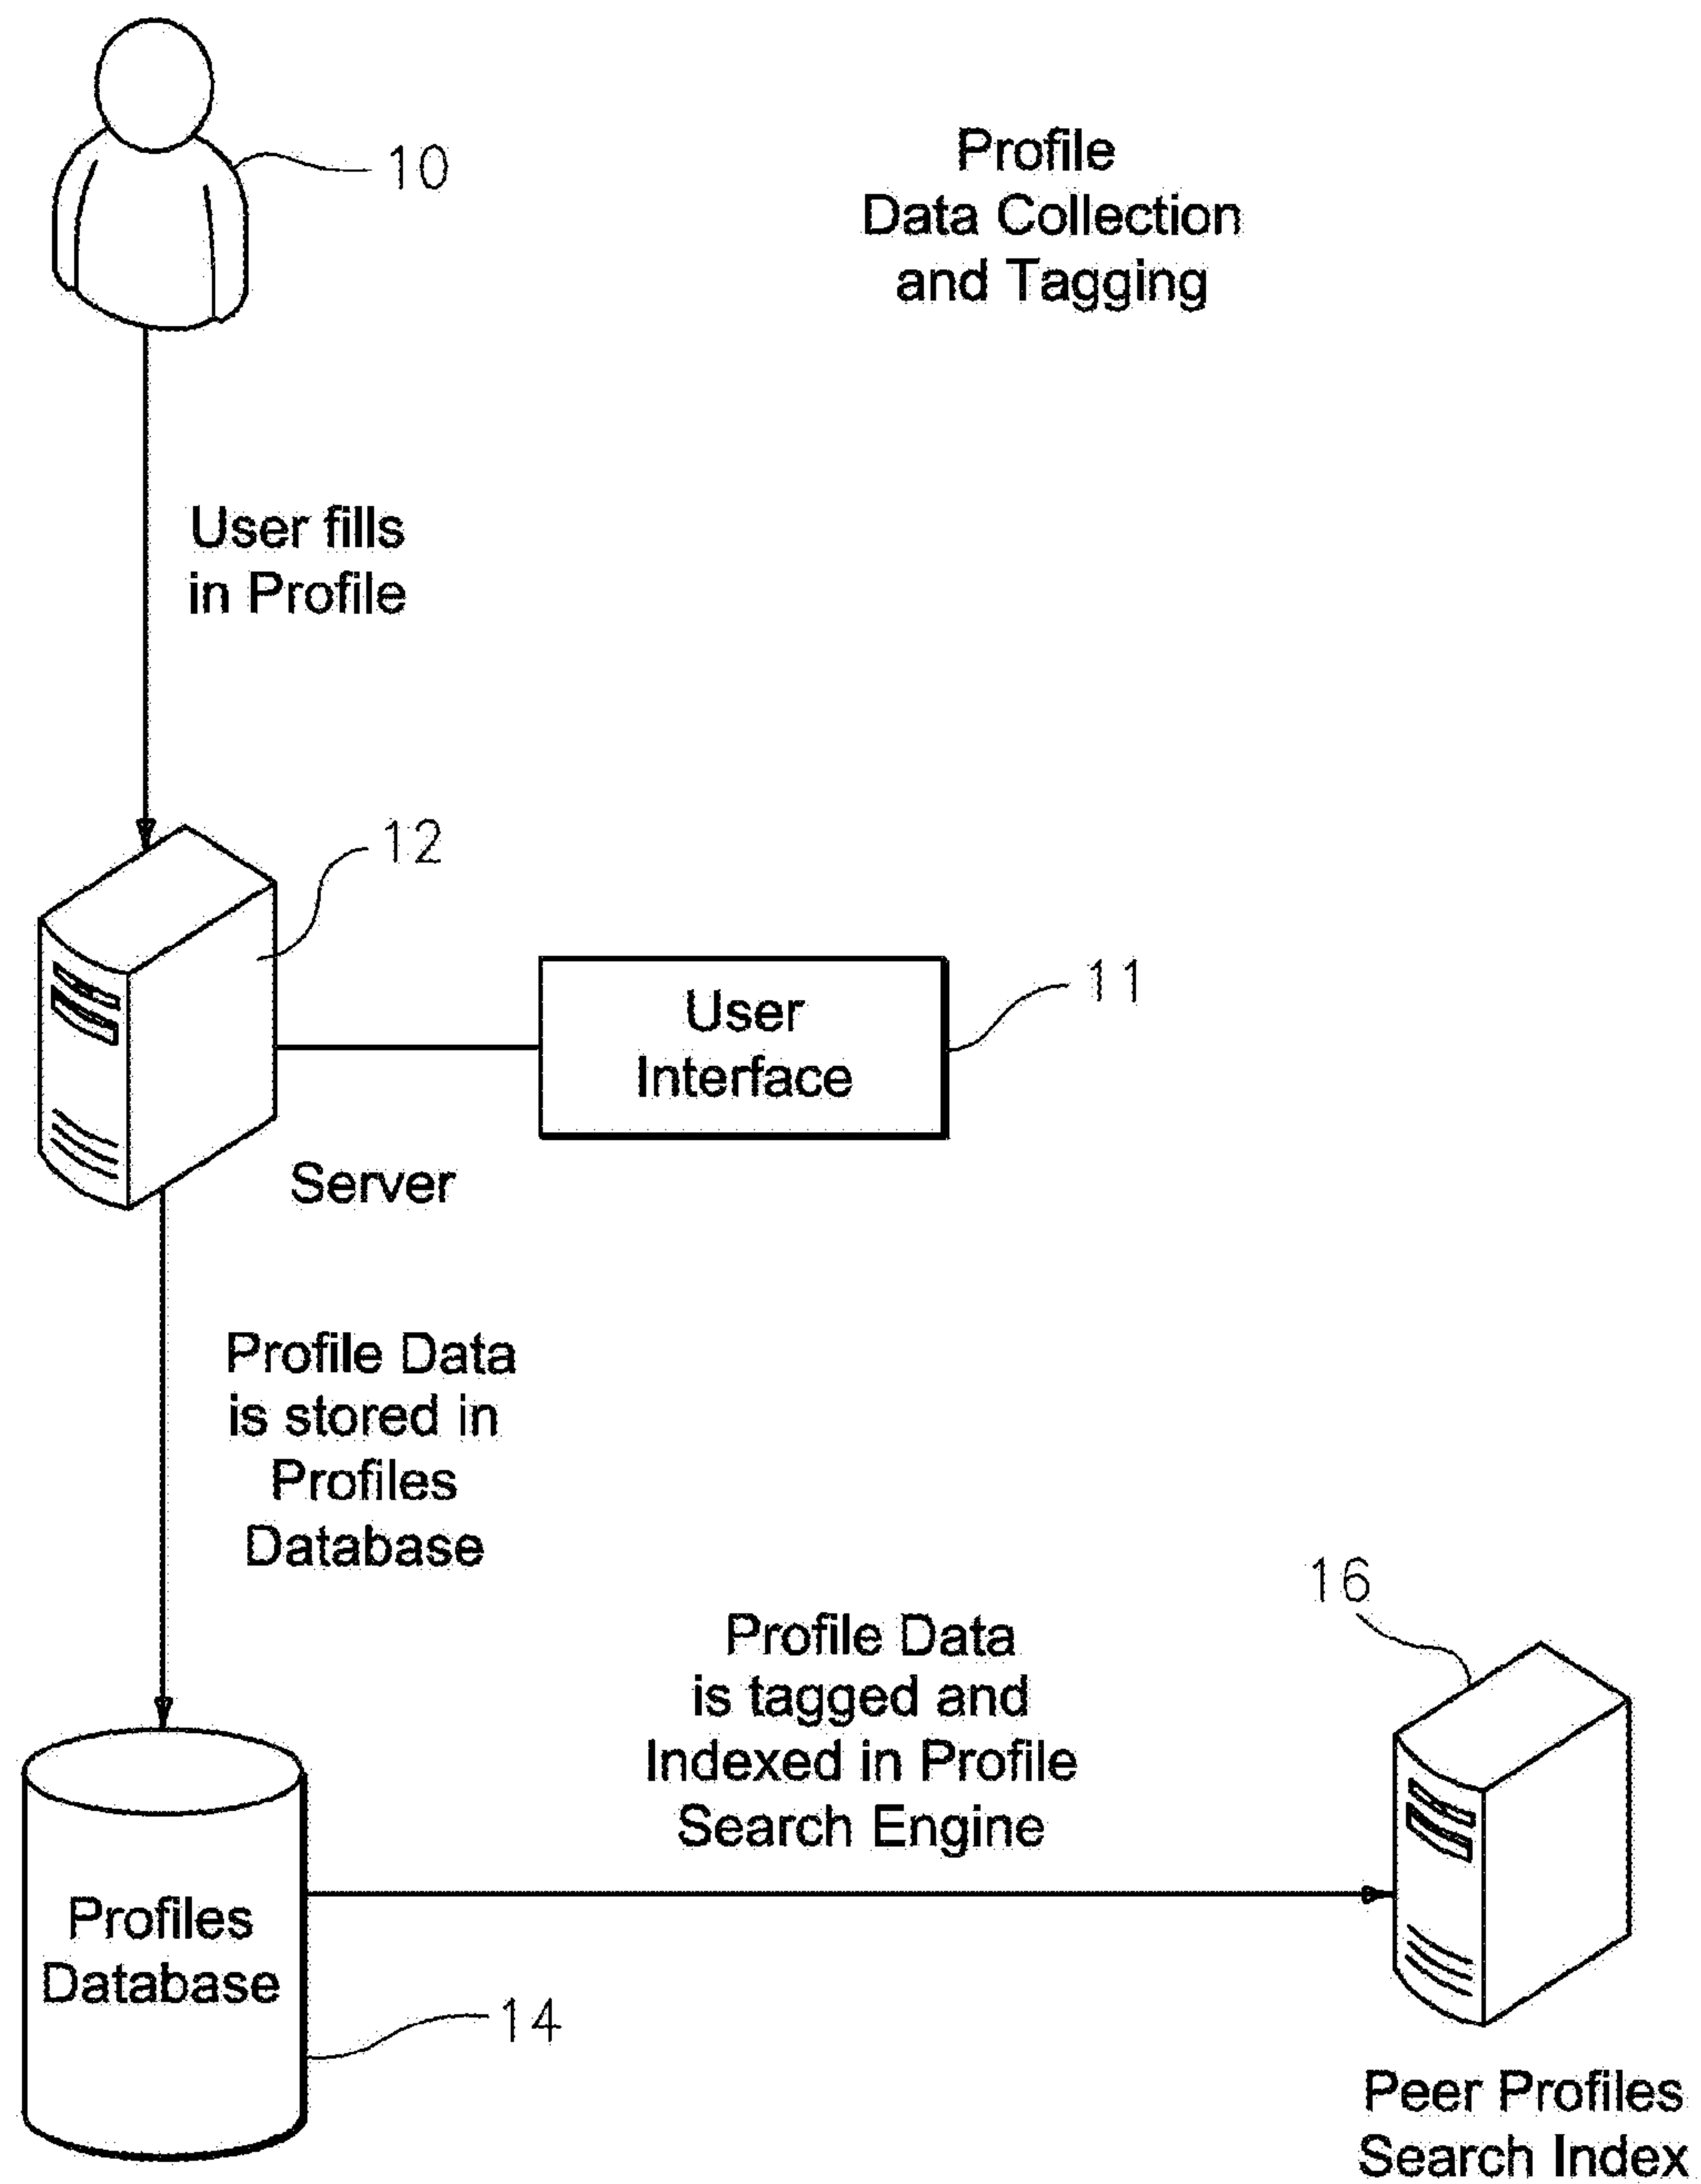 10
Profile
Data Collection
and Tagging
User fills
in Profile
12
11
User
Interface
Server
Profile Data
is stored in
Profiles
Database
16
Profile Data
is tagged and
Indexed in Profile
Search Engine
Profiles
Database
14
Peer Profiles
Search Index